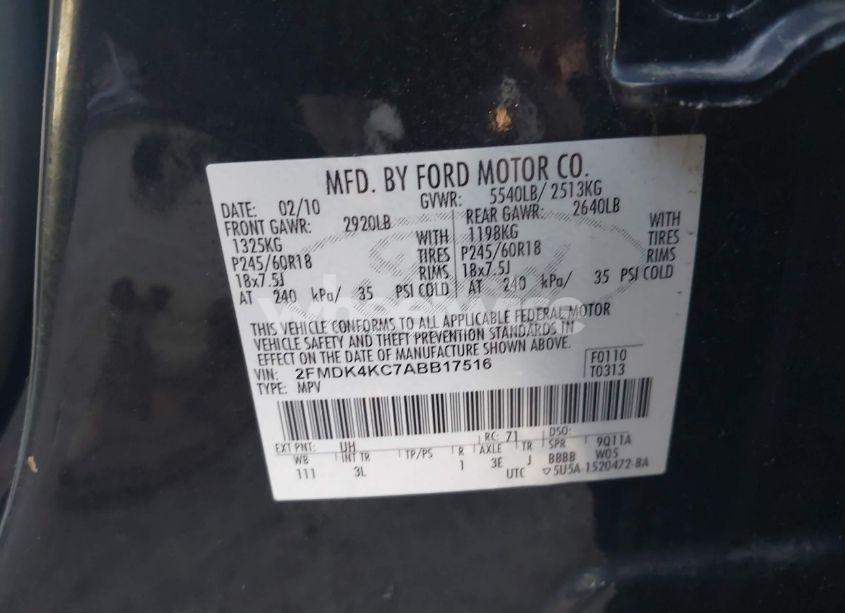 MFD. BY FORD MOTOR CO.
DATE: 02/10 GVWR: 5540LB/ 2513KG
FRONT GAWR: 2920LB REAR GAWR: 2640LB
1325KG WITH 1198KG WITH
P245/60R18 TIRES P245/60R18 TIRES
18x7.5J RIMS 18x7.5J RIMS
AT 240 kPa/ 35 PSI COLD AT 240 kPa/ 35 PSI COLD
THIS VEHICLE CONFORMS TO ALL APPLICABLE FEDERAL MOTOR
VEHICLE SAFETY AND THEFT PREVENTION STANDARDS IN
EFFECT ON THE DATE OF MANUFACTURE SHOWN ABOVE.
VIN: 2FMDK4KC7ABB17516 F0110
TYPE: MPV T0313
EXT PNT: UH RC: 71 DSO:
WB INT TR TP/PS R AXLE TR SPR 9Q11A
111 3L 1 3E J BBBB W05
UTC 5U5A-1520472-BA